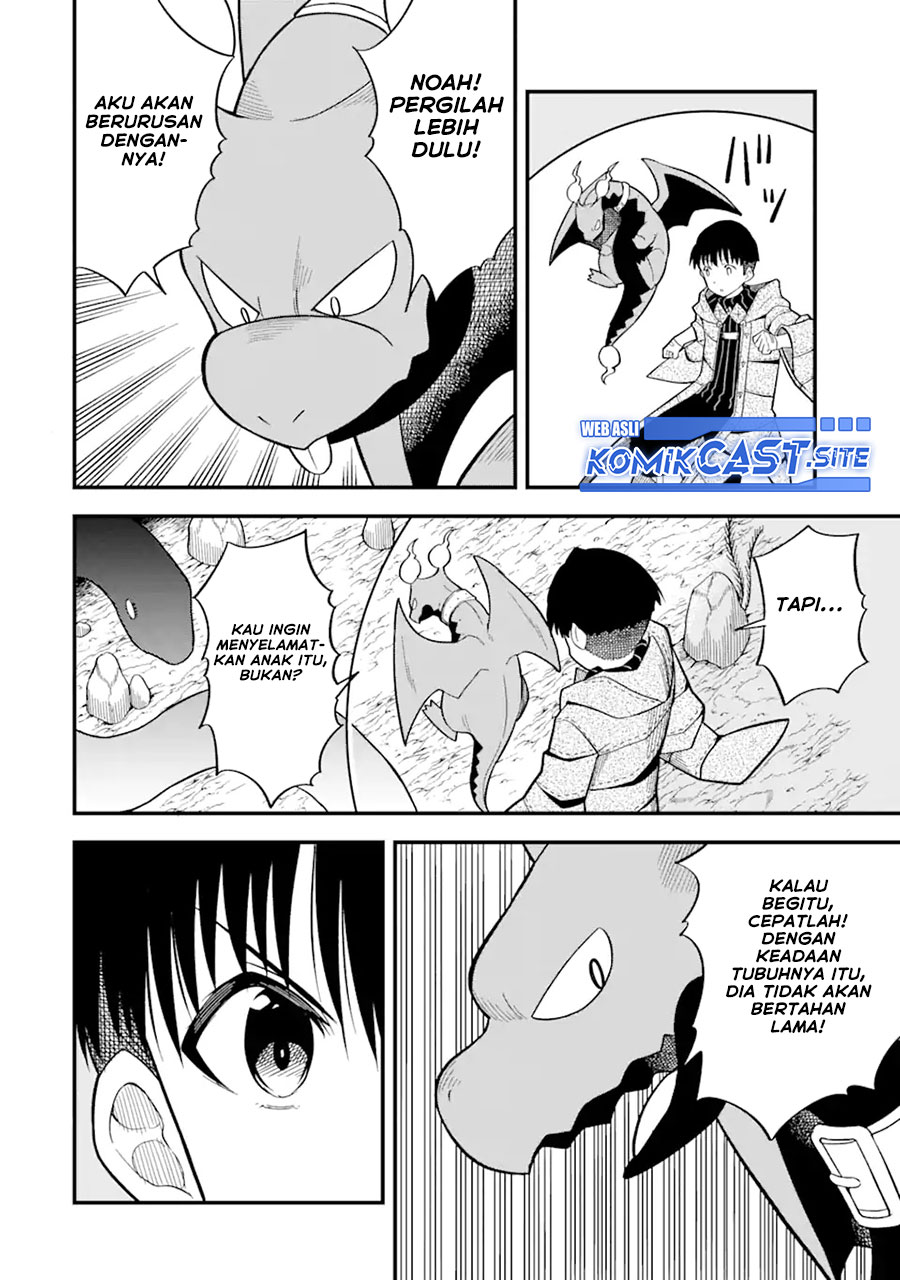 NOAH!
PERGILAH
LEBIH
DULU!
AKU AKAN
BERURUSAN
DENGAN-
NYA!
WEB ASLI
KOMIKCAST.SITE
TAPI...
KAU INGIN
MENYELAMAT-
KAN ANAK ITU,
BUKAN?
KALAU
BEGITU,
CEPATLAH!
DENGAN
KEADAAN
TUBUHNYA ITU,
DIA TIDAK AKAN
BERTAHAN
LAMA!